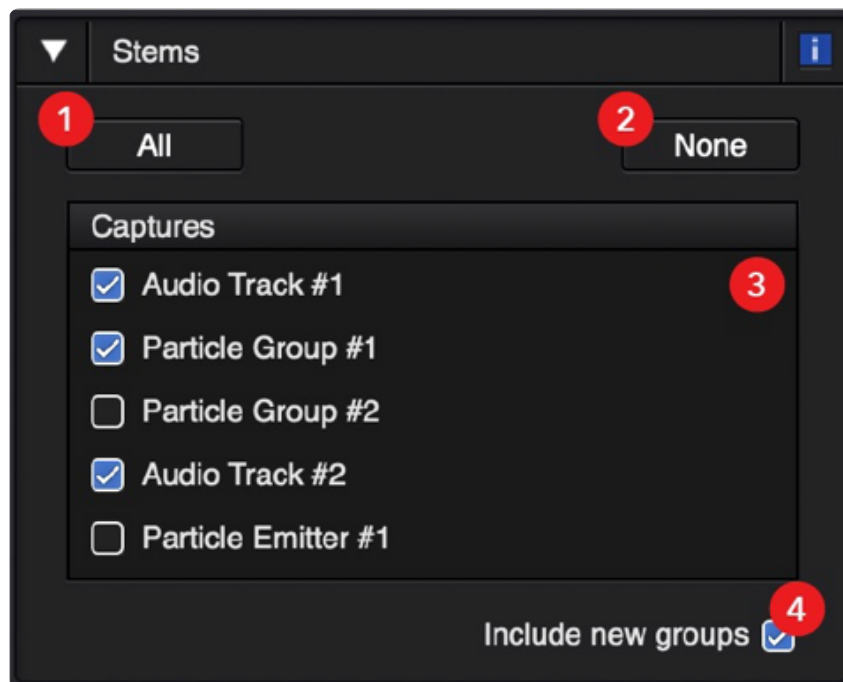 Stems
i
1
All
2
None
Captures
Audio Track #1
3
Particle Group #1
Particle Group #2
Audio Track #2
Particle Emitter #1
4
Include new groups